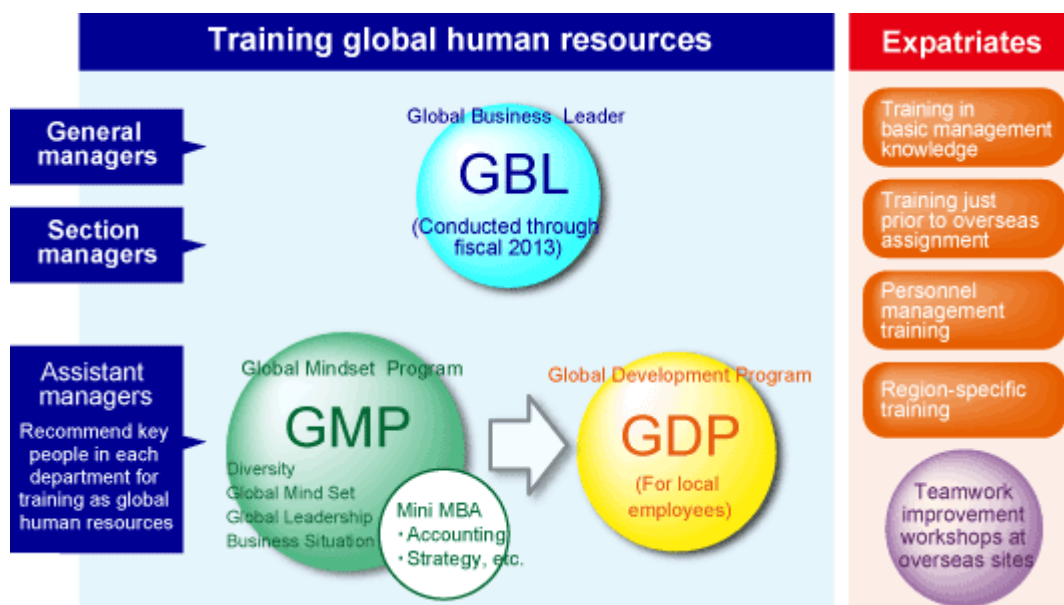 Training global human resources
General
managers
Section
managers
Global Business Leader
GBL
(Conducted through
fiscal 2013)
Assistant
managers
Recommend key
people in each
department for
training as global
human resources
Global Mindset Program
GMP
Diversity
Global Mind Set
Global Leadership
Business Situation
Mini MBA
・Accounting
・Strategy, etc.
Global Development Program
GDP
(For local
employees)
Expatriates
Training in
basic management
knowledge
Training just
prior to overseas
assignment
Personnel
management
training
Region-specific
training
Teamwork
improvement
workshops at
overseas sites